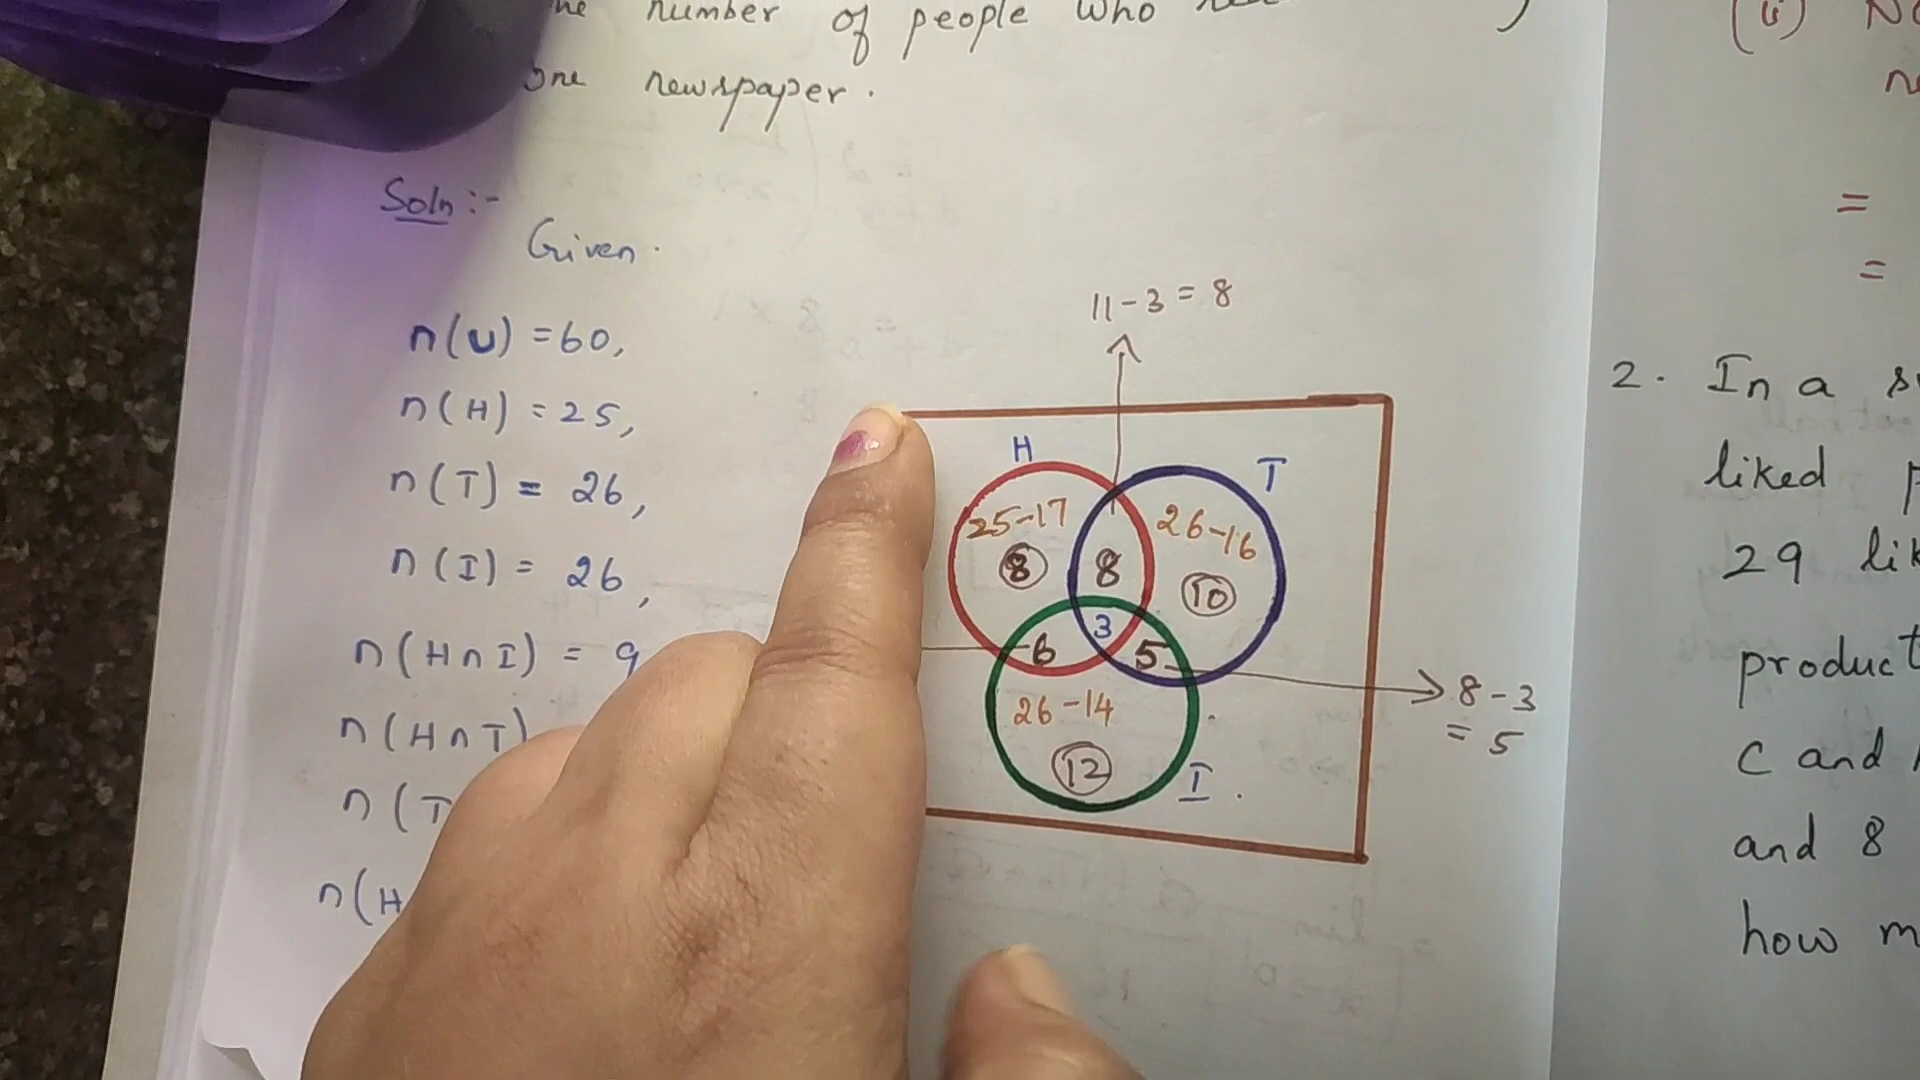 number of people who
one newspaper.
Soln:-
Given.
n(U) = 60,
n(H) = 25,
n(T) = 26,
n(I) = 26,
n(H∩I) = 9
n(H∩T)
n(T
n(H
11-3 = 8
H
T
25-17
8
8
26-16
10
3
6
5
26-14
12
I.
8-3
= 5
(ii)
=
=
2. In a
liked
29
product
C and
and 8
how